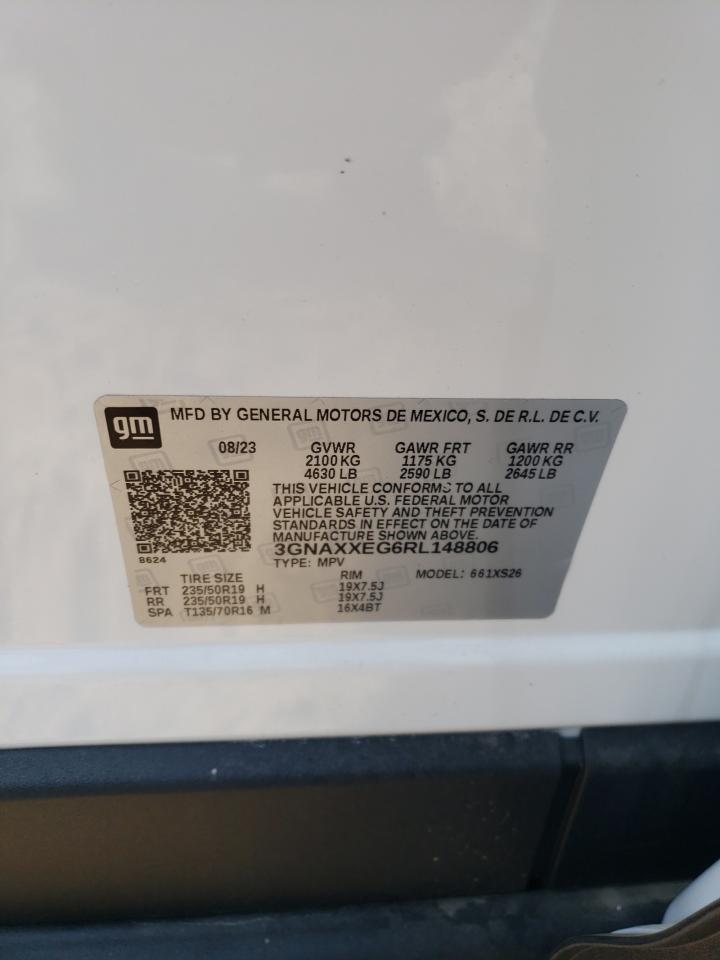 gm
MFD BY GENERAL MOTORS DE MEXICO, S. DE R.L. DE C.V.
08/23 GVWR GAWR FRT GAWR RR
2100 KG 1175 KG 1200 KG
4630 LB 2590 LB 2645 LB
THIS VEHICLE CONFORMS TO ALL
APPLICABLE U.S. FEDERAL MOTOR
VEHICLE SAFETY AND THEFT PREVENTION
STANDARDS IN EFFECT ON THE DATE OF
MANUFACTURE SHOWN ABOVE.
3GNAXXEG6RL148806
8624
TYPE: MPV MODEL: 661XS26
TIRE SIZE RIM
FRT 235/50R19 H 19X7.5J
RR 235/50R19 H 19X7.5J
SPA T135/70R16 M 16X4BT